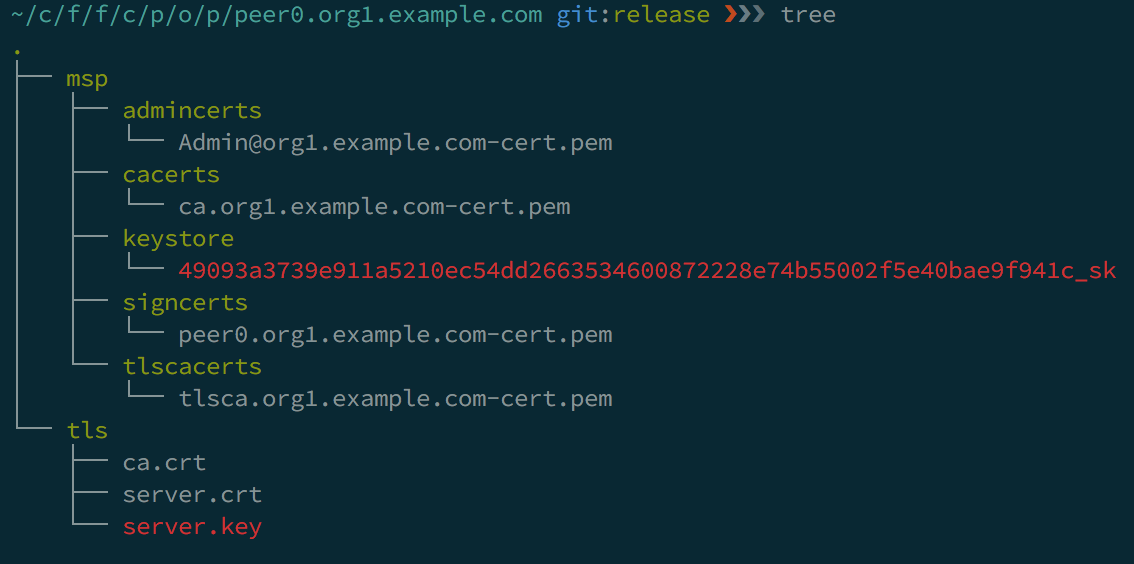 ~/c/f/f/c/p/o/p/peer0.org1.example.com git:release ❯❯❯ tree
.
├── msp
│   ├── admincerts
│   │   └── Admin@org1.example.com-cert.pem
│   ├── cacerts
│   │   └── ca.org1.example.com-cert.pem
│   ├── keystore
│   │   └── 49093a3739e911a5210ec54dd2663534600872228e74b55002f5e40bae9f941c_sk
│   ├── signcerts
│   │   └── peer0.org1.example.com-cert.pem
│   └── tlscacerts
│       └── tlsca.org1.example.com-cert.pem
└── tls
    ├── ca.crt
    ├── server.crt
    └── server.key